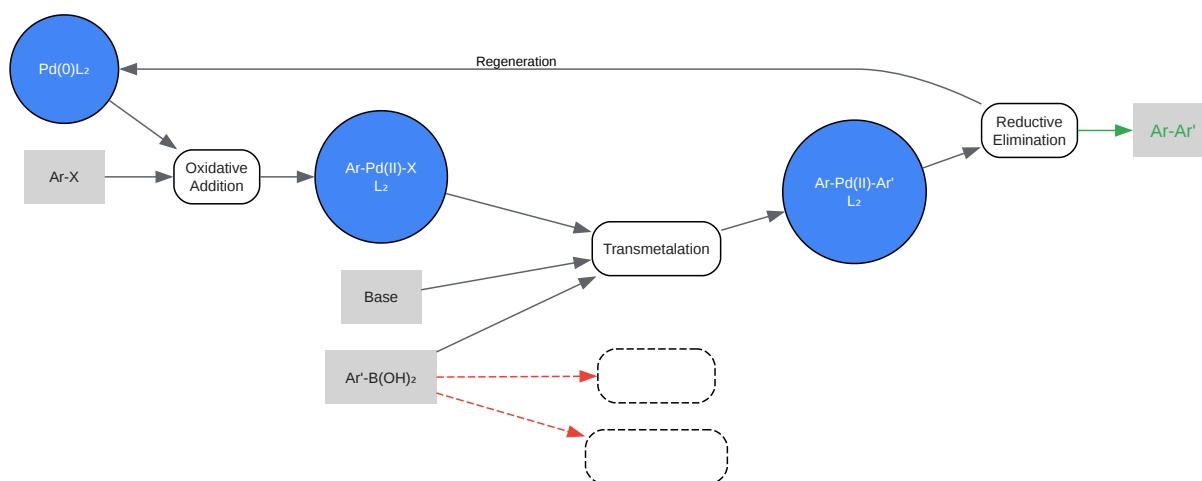 Pd(0)L₂
Regeneration
Ar-X
Oxidative
Addition
Ar-Pd(II)-X
L₂
Base
Ar'-B(OH)₂
Transmetalation
Ar-Pd(II)-Ar'
L₂
Reductive
Elimination
Ar-Ar'